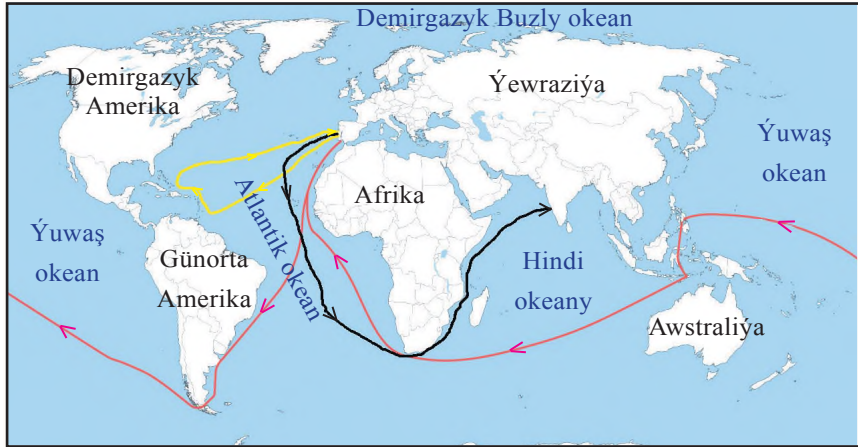 Demirgazyk Buzly okean
Demirgazyk
Amerika
Ýewraziýa
Ýuwaş
okean
Atlantik okean
Afrika
Ýuwaş
okean
Günorta
Amerika
Hindi
okeany
Awstraliýa